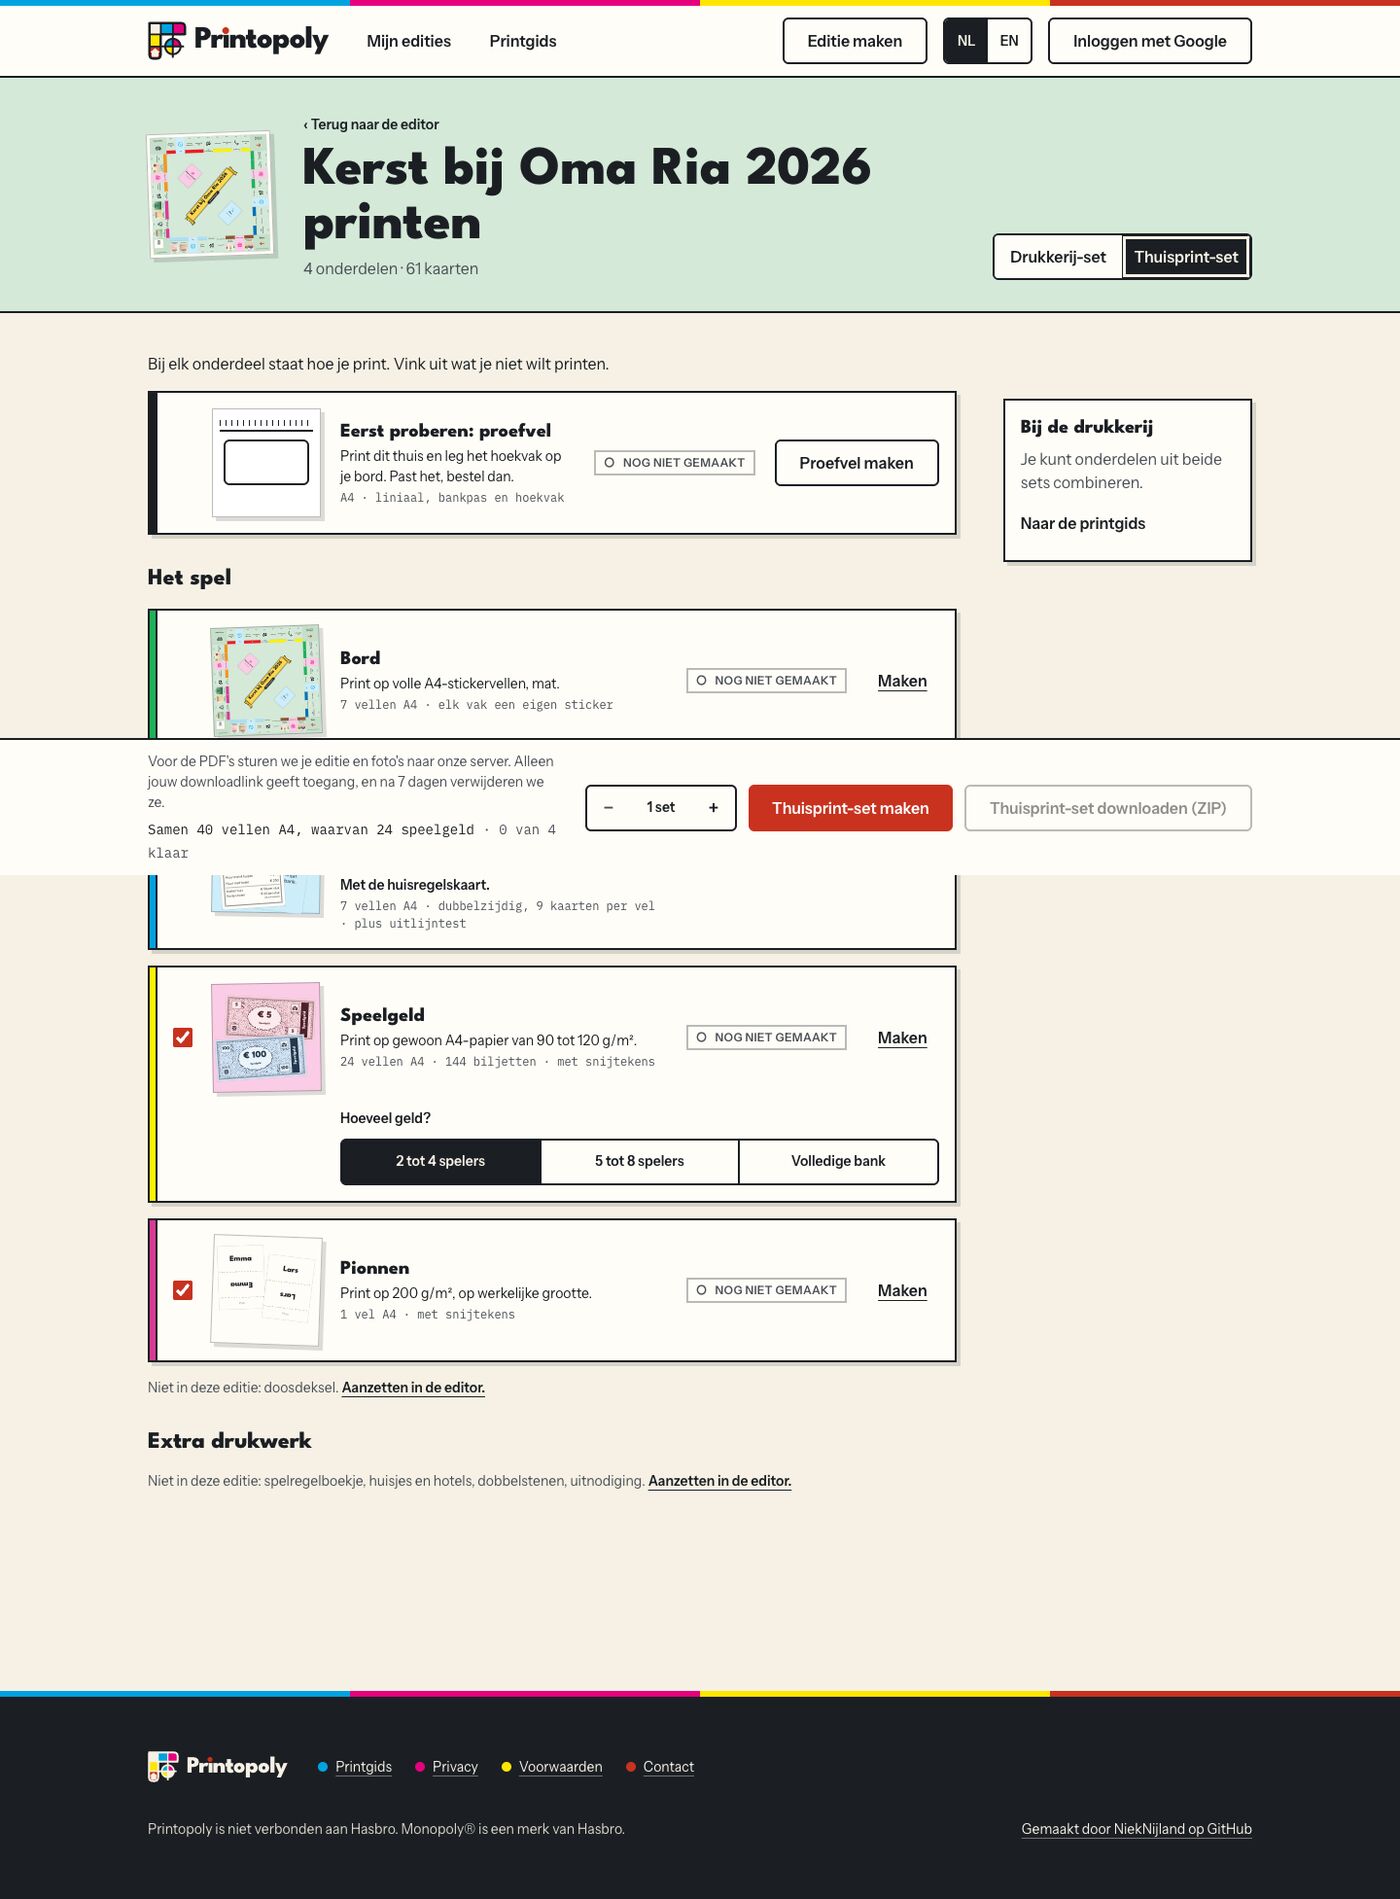 Printopoly
Mijn edities
Printgids
Editie maken
NL
EN
Inloggen met Google
‹ Terug naar de editor
Kerst bij Oma Ria 2026
printen
4 onderdelen · 61 kaarten
Drukkerij-set
Thuisprint-set
Kerst bij Oma Ria 2026
Bij elk onderdeel staat hoe je print. Vink uit wat je niet wilt printen.
Eerst proberen: proefvel
Print dit thuis en leg het hoekvak op
je bord. Past het, bestel dan.
A4 · liniaal, bankpas en hoekvak
NOG NIET GEMAAKT
Proefvel maken
Bij de drukkerij
Je kunt onderdelen uit beide
sets combineren.
Naar de printgids
Het spel
Kerst bij Oma Ria 2026
Bord
Print op volle A4-stickervellen, mat.
7 vellen A4 · elk vak een eigen sticker
NOG NIET GEMAAKT
Maken
Voor de PDF's sturen we je editie en foto's naar onze server. Alleen
jouw downloadlink geeft toegang, en na 7 dagen verwijderen we
ze.
Samen 40 vellen A4, waarvan 24 speelgeld · 0 van 4
klaar
−
1 set
+
Thuisprint-set maken
Thuisprint-set downloaden (ZIP)
Met de huisregelskaart.
7 vellen A4 · dubbelzijdig, 9 kaarten per vel
· plus uitlijntest
€ 5
€ 100
Speelgeld
Print op gewoon A4-papier van 90 tot 120 g/m².
24 vellen A4 · 144 biljetten · met snijtekens
NOG NIET GEMAAKT
Maken
Hoeveel geld?
2 tot 4 spelers
5 tot 8 spelers
Volledige bank
Emma
Emma
Lars
Lars
Pionnen
Print op 200 g/m², op werkelijke grootte.
1 vel A4 · met snijtekens
NOG NIET GEMAAKT
Maken
Niet in deze editie: doosdeksel. Aanzetten in de editor.
Extra drukwerk
Niet in deze editie: spelregelboekje, huisjes en hotels, dobbelstenen, uitnodiging. Aanzetten in de editor.
Printopoly
Printgids
Privacy
Voorwaarden
Contact
Printopoly is niet verbonden aan Hasbro. Monopoly® is een merk van Hasbro.
Gemaakt door NiekNijland op GitHub